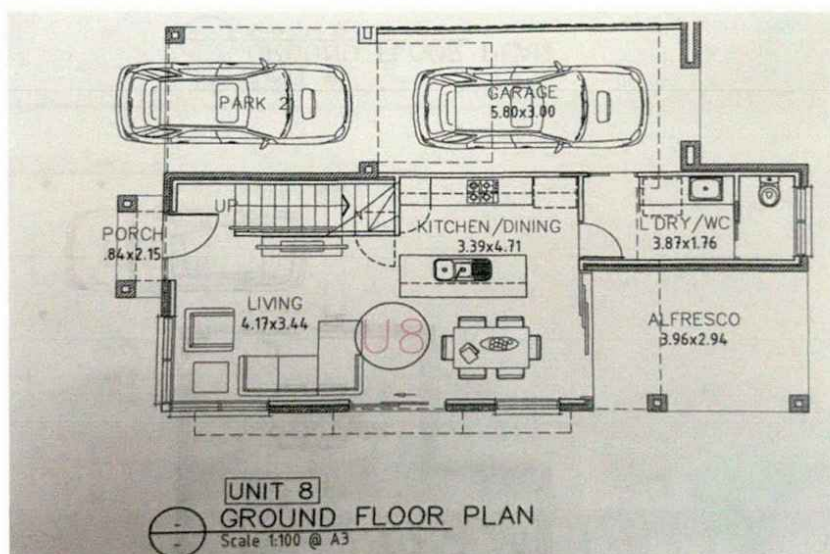 PARK 2
GARAGE
5.80x3.00
UP
PORCH
.84x2.15
KITCHEN/DINING
3.39x4.71
L'DRY/WC
3.87x1.76
LIVING
4.17x3.44
U8
ALFRESCO
3.96x2.94
UNIT 8
GROUND FLOOR PLAN
Scale 1:100 @ A3